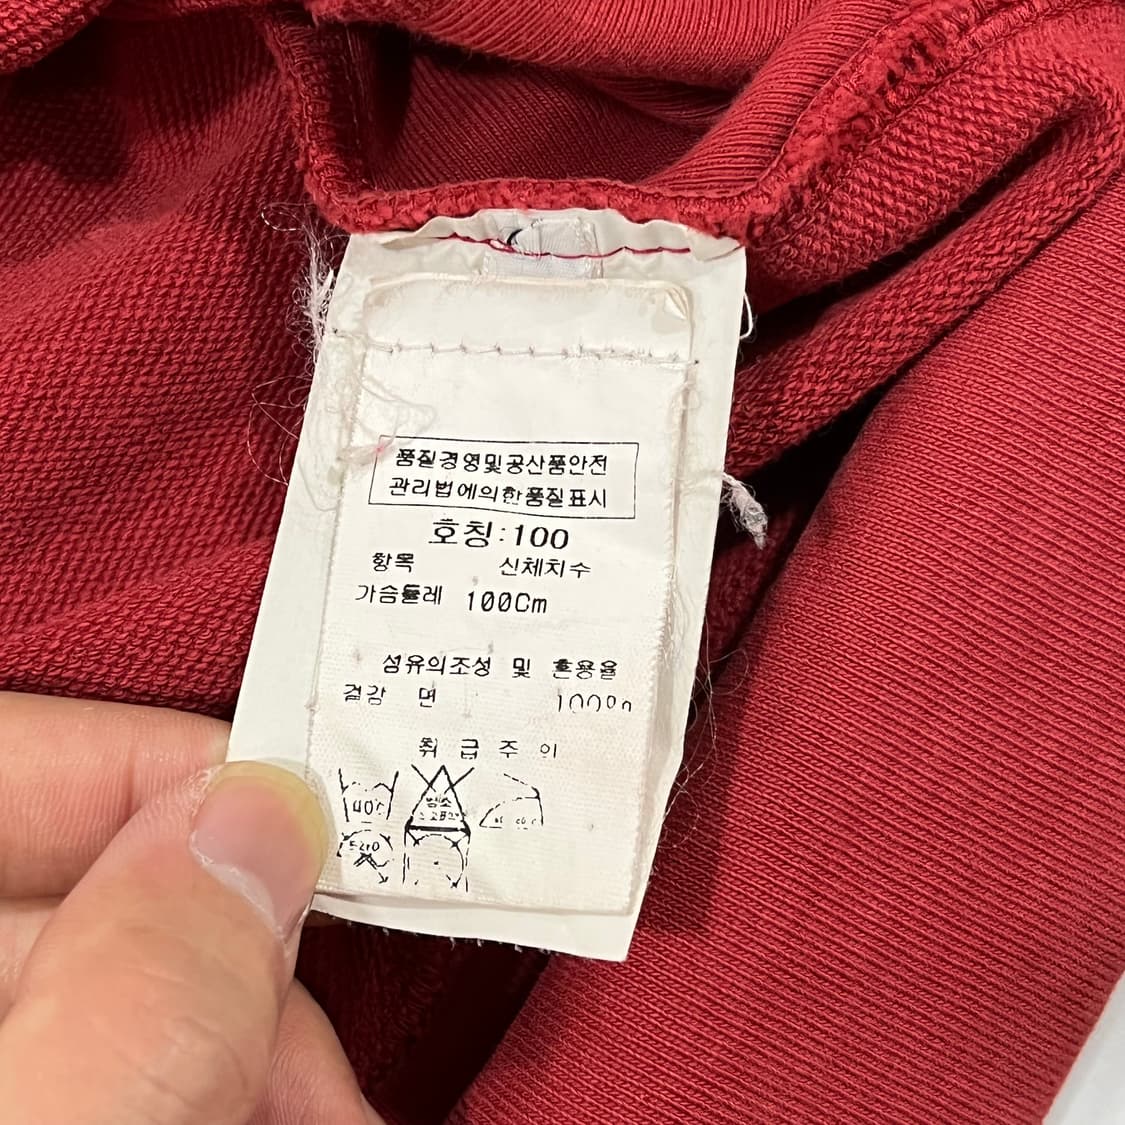 품질경영및공산품안전
관리법에의한품질표시
호칭:100
항목 신체치수
가슴둘레 100Cm
섬유의조성 및 혼용율
겉감 면
취급주의